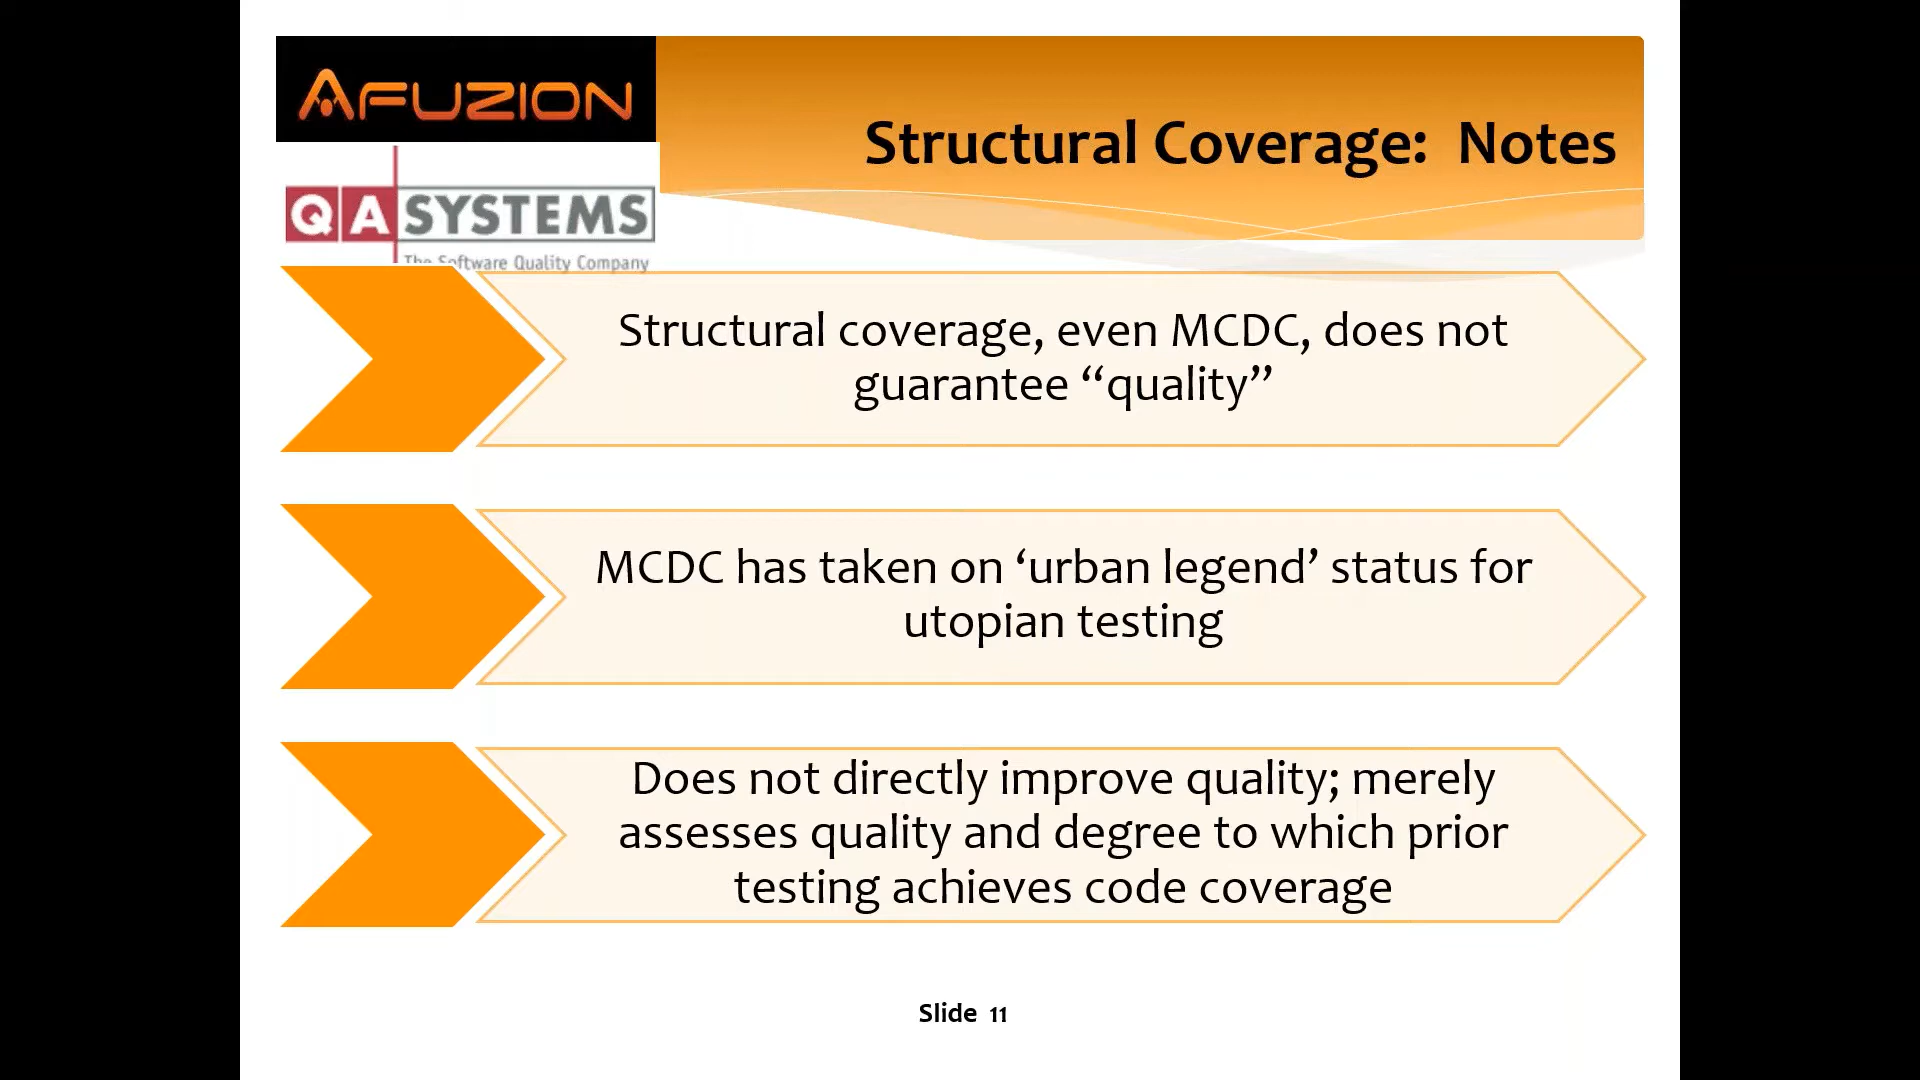 AFUZION
Structural Coverage: Notes
QA SYSTEMS
The Software Quality Company
Structural coverage, even MCDC, does not
guarantee “quality”
MCDC has taken on ‘urban legend’ status for
utopian testing
Does not directly improve quality; merely
assesses quality and degree to which prior
testing achieves code coverage
Slide 11